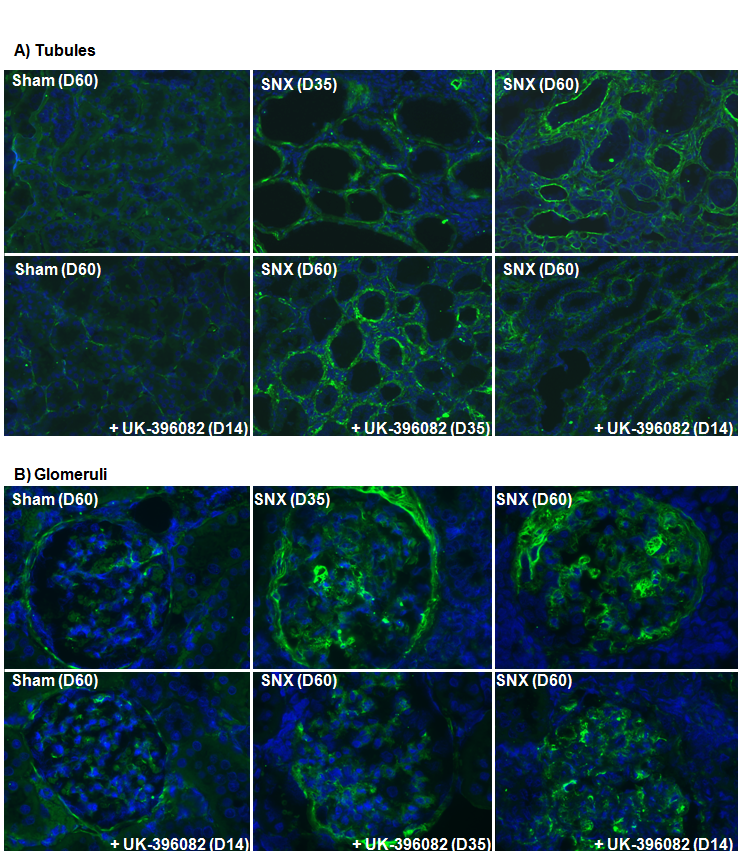 A) Tubules
Sham (D60)
SNX (D35)
SNX (D60)
Sham (D60)
+ UK-396082 (D14)
SNX (D60)
+ UK-396082 (D35)
SNX (D60)
+ UK-396082 (D14)
B) Glomeruli
Sham (D60)
SNX (D35)
SNX (D60)
Sham (D60)
+ UK-396082 (D14)
SNX (D60)
+ UK-396082 (D35)
SNX (D60)
+ UK-396082 (D14)